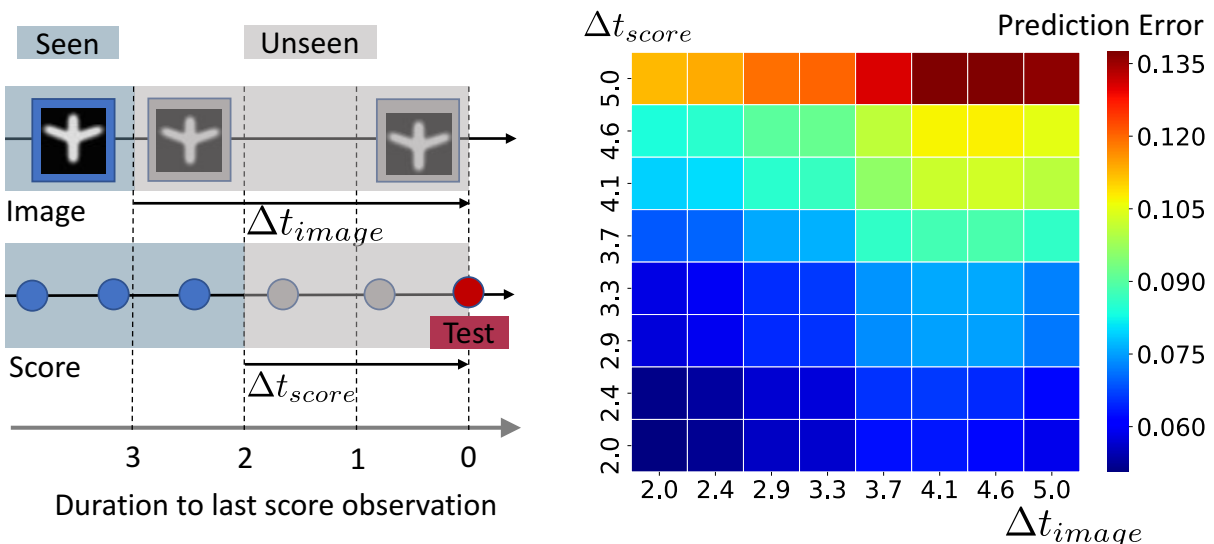 Seen
Unseen
Image
Δt_image
Test
Score
Δt_score
3 2 1 0
Duration to last score observation
Δt_score
Prediction Error
5.0
4.6
4.1
3.7
3.3
2.9
2.4
2.0
2.0 2.4 2.9 3.3 3.7 4.1 4.6 5.0
Δt_image
0.135
0.120
0.105
0.090
0.075
0.060